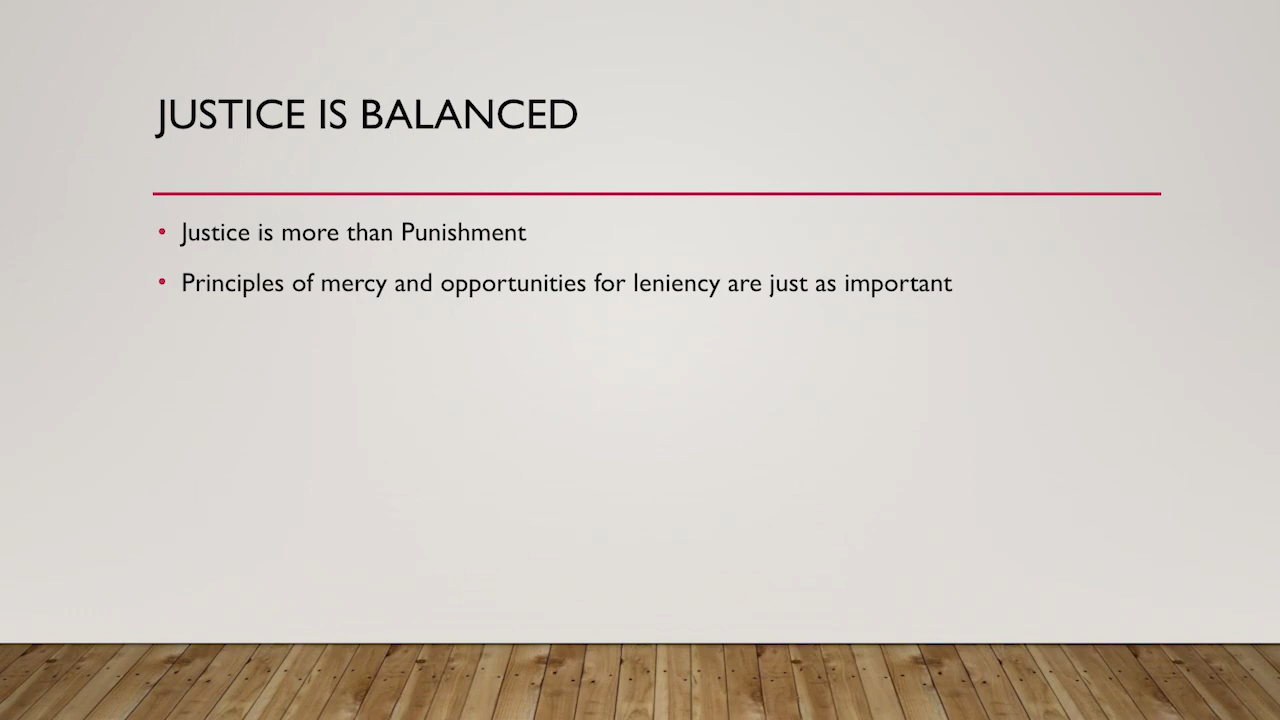 JUSTICE IS BALANCED
• Justice is more than Punishment
• Principles of mercy and opportunities for leniency are just as important